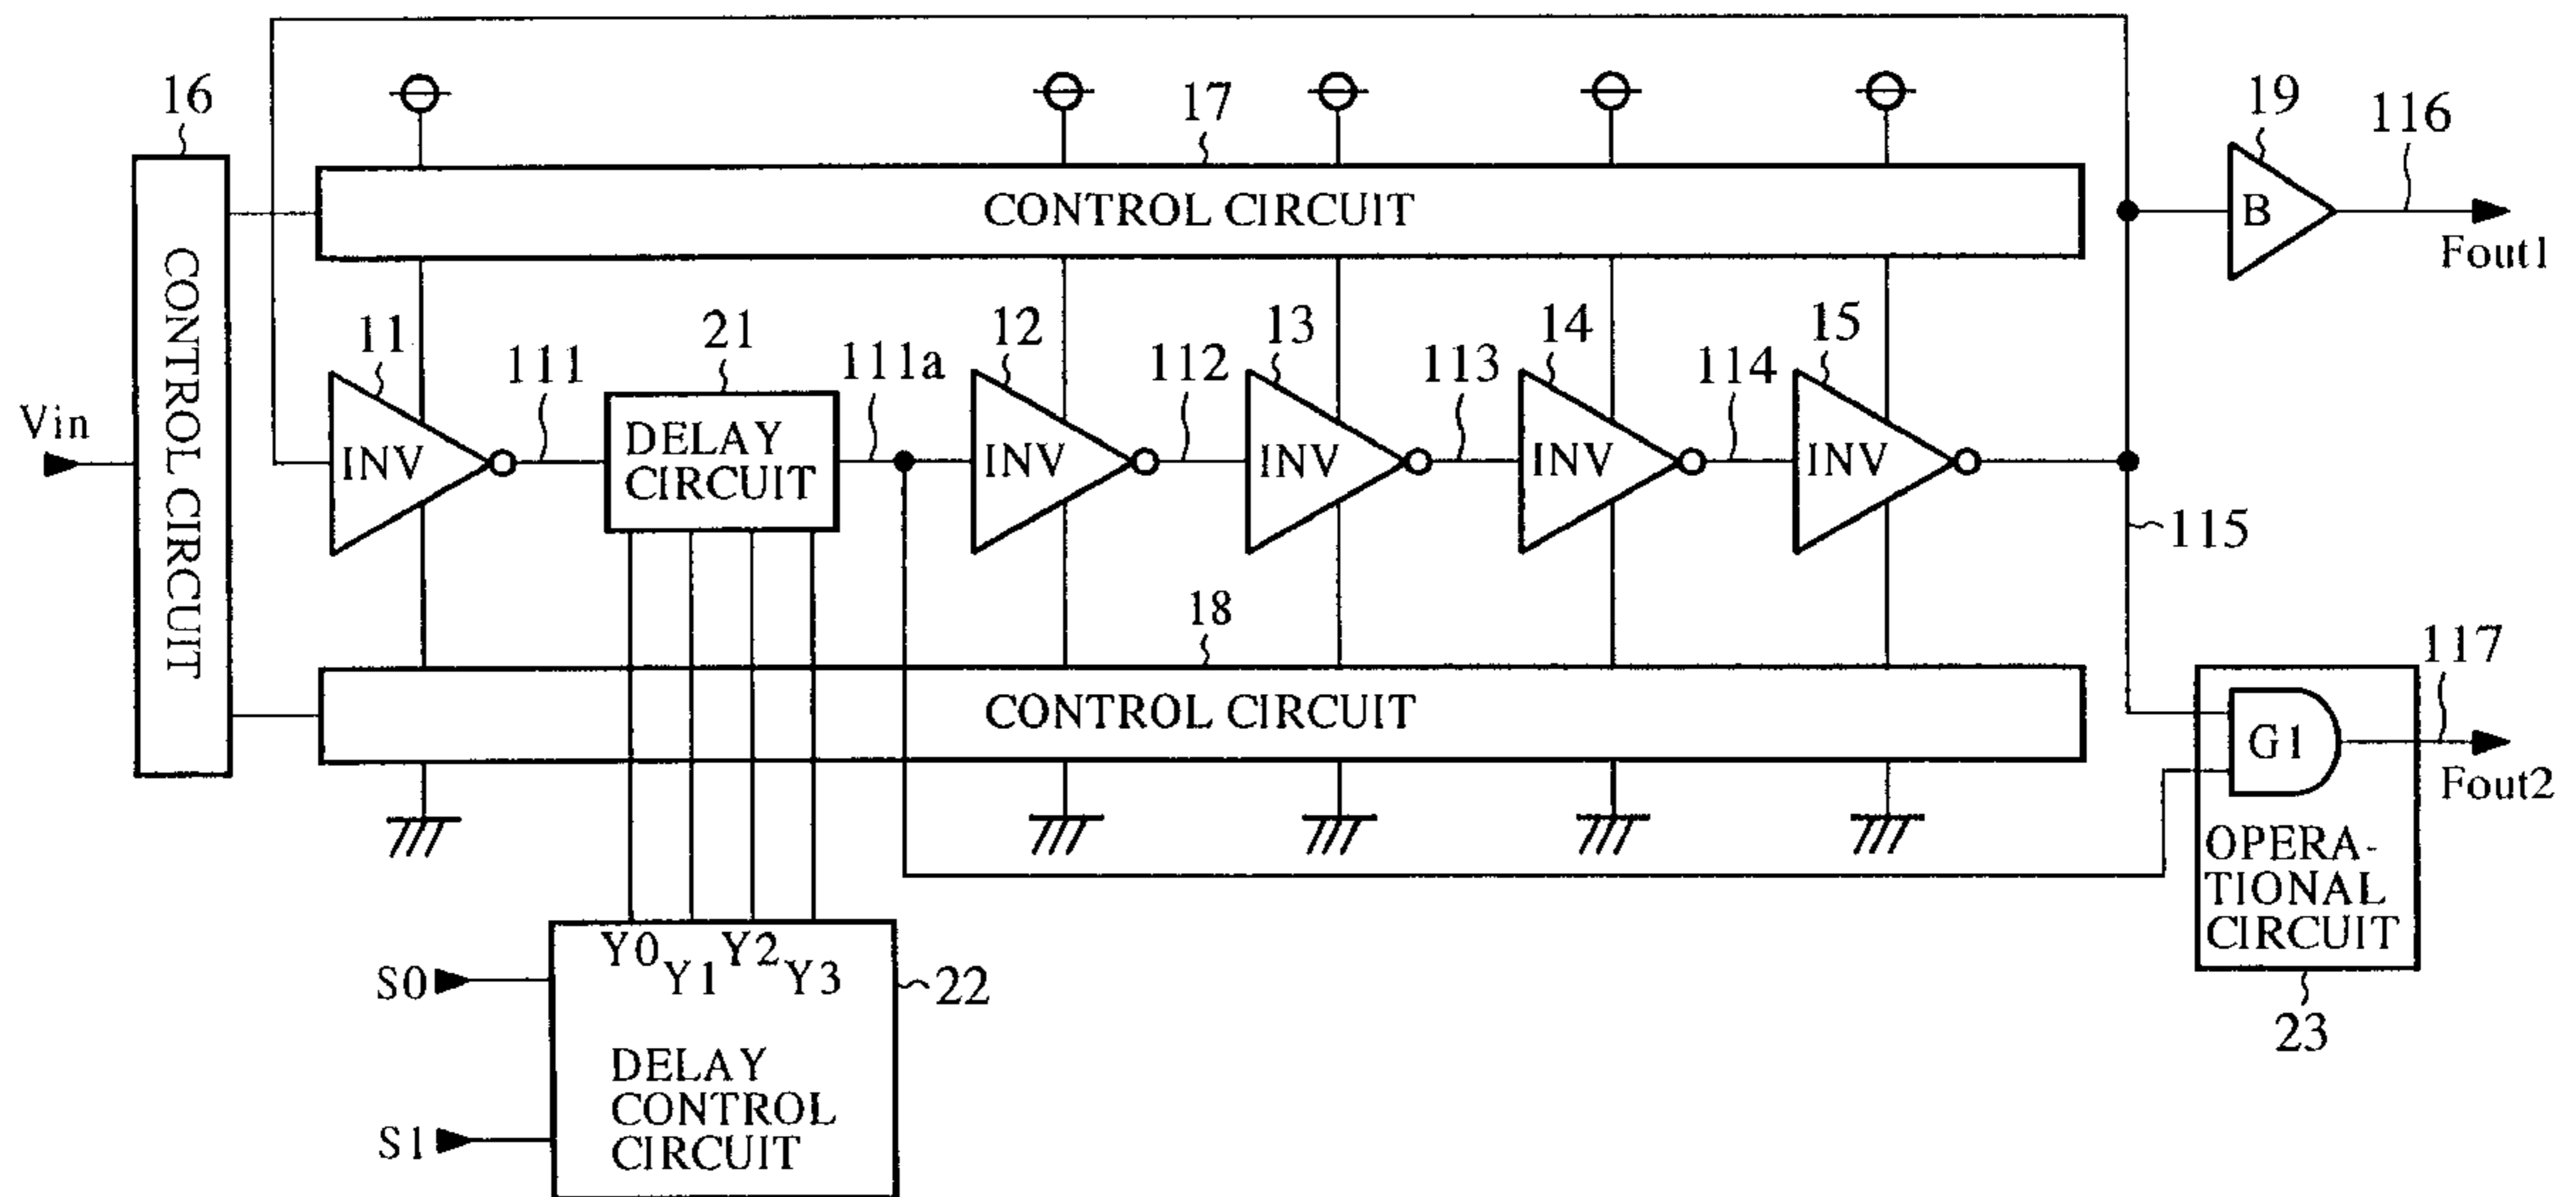 16
17
19
116
CONTROL CIRCUIT
B
Fout1
CONTROL CIRCUIT
Vin
11
111
21
111a
12
112
13
113
14
114
15
INV
DELAY
CIRCUIT
INV
INV
INV
INV
115
18
CONTROL CIRCUIT
117
G1
Fout2
OPERA-
TIONAL
CIRCUIT
23
Y0
Y1
Y2
Y3
S0
22
DELAY
CONTROL
CIRCUIT
S1